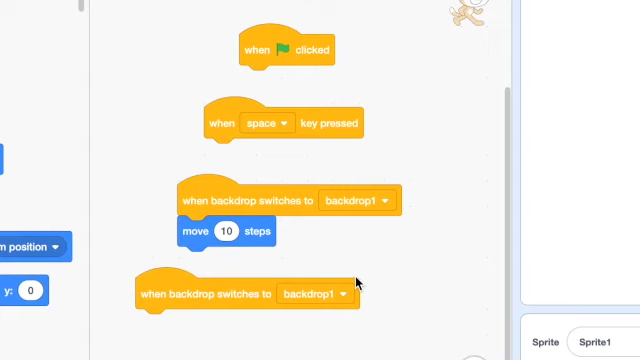 when clicked
when space key pressed
when backdrop switches to backdrop1
move 10 steps
m position
y: 0
when backdrop switches to backdrop1
Sprite Sprite1